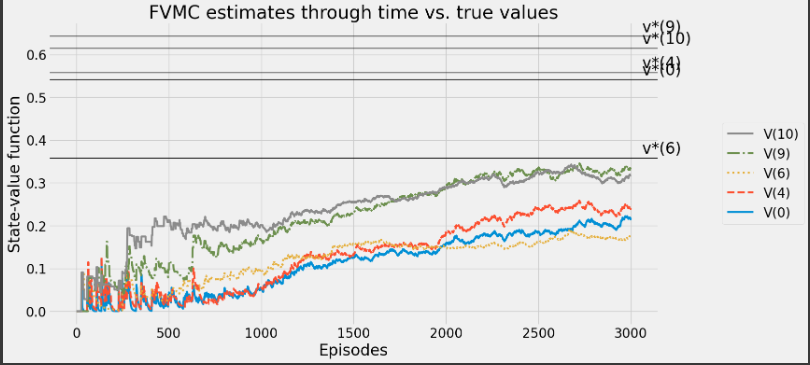 FVMC estimates through time vs. true values
v*(9)
v*(10)
v*(4)
v*(0)
v*(6)
State-value function
0.6
0.5
0.4
0.3
0.2
0.1
0.0
0
500
1000
1500
2000
2500
3000
Episodes
V(10)
V(9)
V(6)
V(4)
V(0)